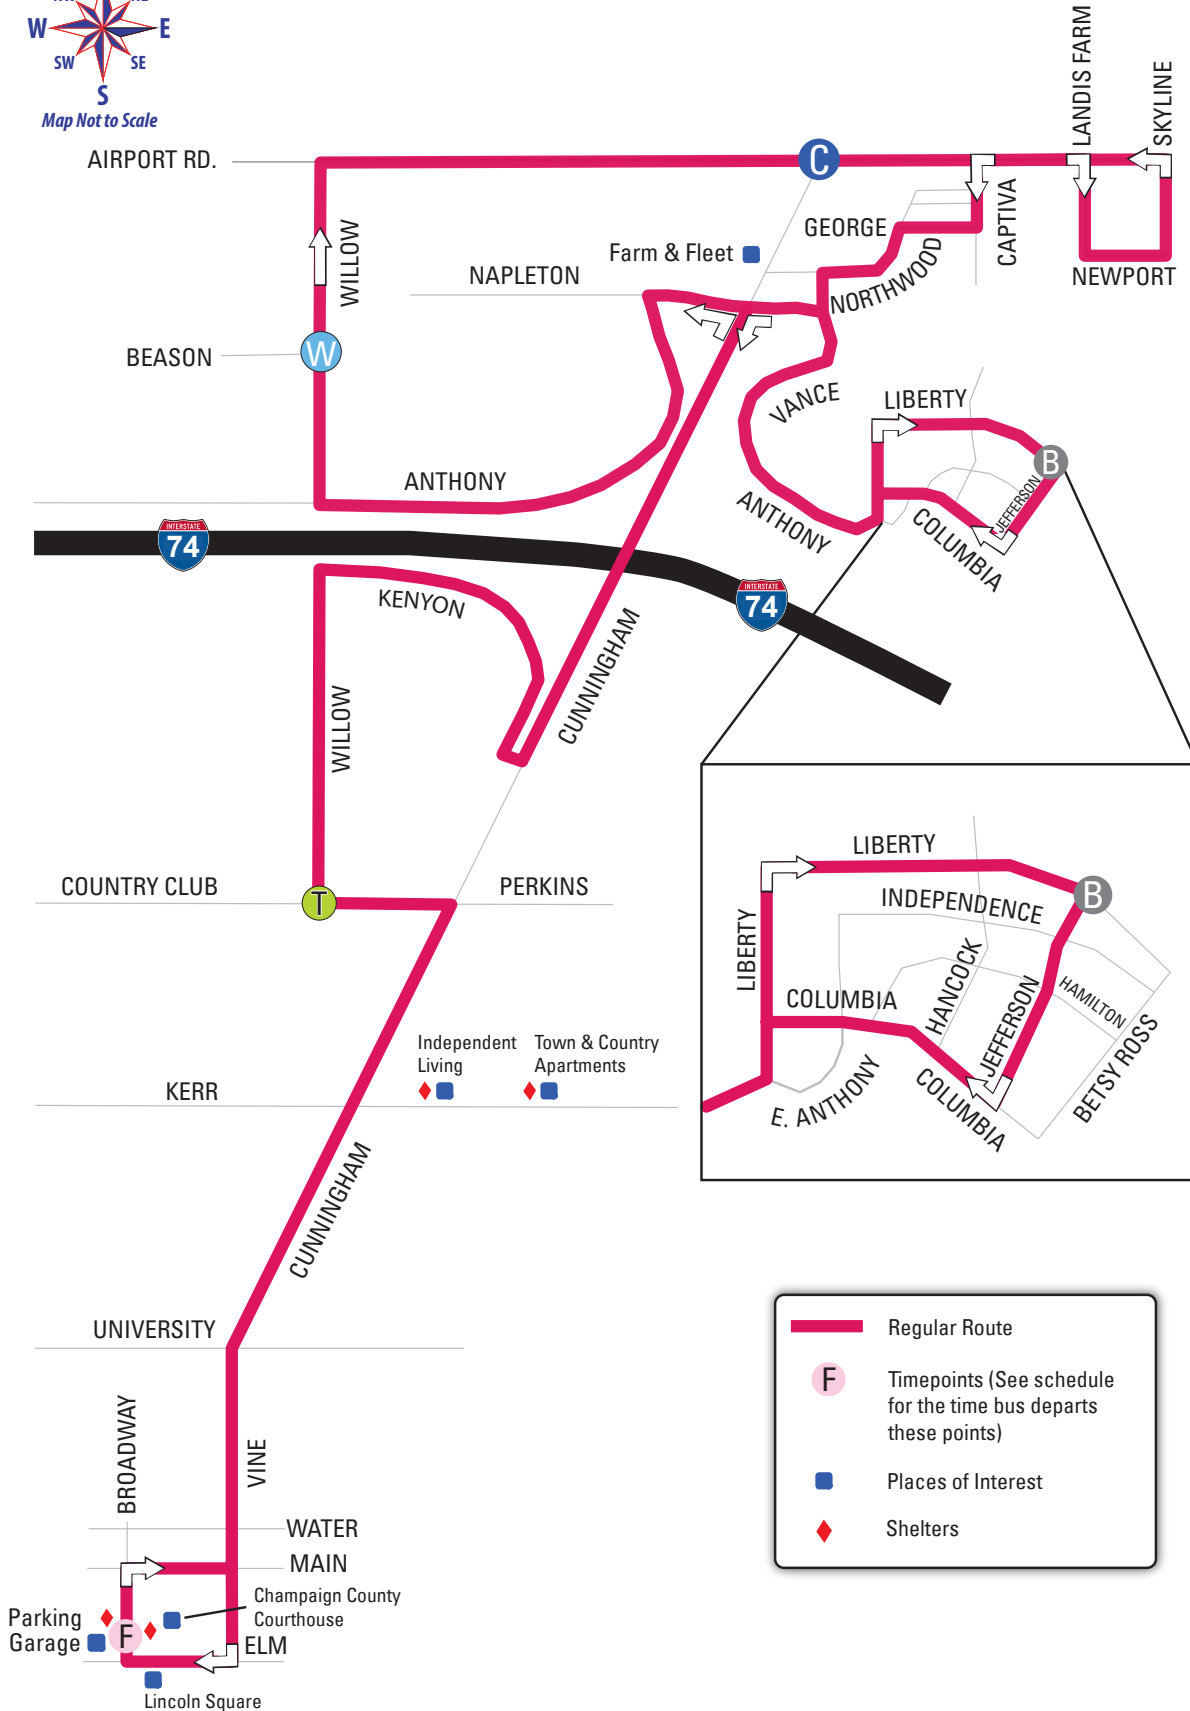 W
E
SW
SE
S
Map Not to Scale
LANDIS FARM
SKYLINE
AIRPORT RD.
C
CAPTIVA
GEORGE
NORTHWOOD
NEWPORT
WILLOW
Farm & Fleet
NAPLETON
BEASON
W
VANCE
LIBERTY
B
JEFFERSON
COLUMBIA
ANTHONY
ANTHONY
INTERSTATE
74
INTERSTATE
74
KENYON
CUNNINGHAM
WILLOW
COUNTRY CLUB
T
PERKINS
LIBERTY
B
INDEPENDENCE
LIBERTY
COLUMBIA
HANCOCK
JEFFERSON
HAMILTON
BETSY ROSS
E. ANTHONY
COLUMBIA
Independent
Living
Town & Country
Apartments
KERR
CUNNINGHAM
UNIVERSITY
BROADWAY
VINE
WATER
MAIN
Champaign County
Courthouse
Parking
Garage
F
ELM
Lincoln Square
Regular Route
F
Timepoints (See schedule
for the time bus departs
these points)
Places of Interest
Shelters